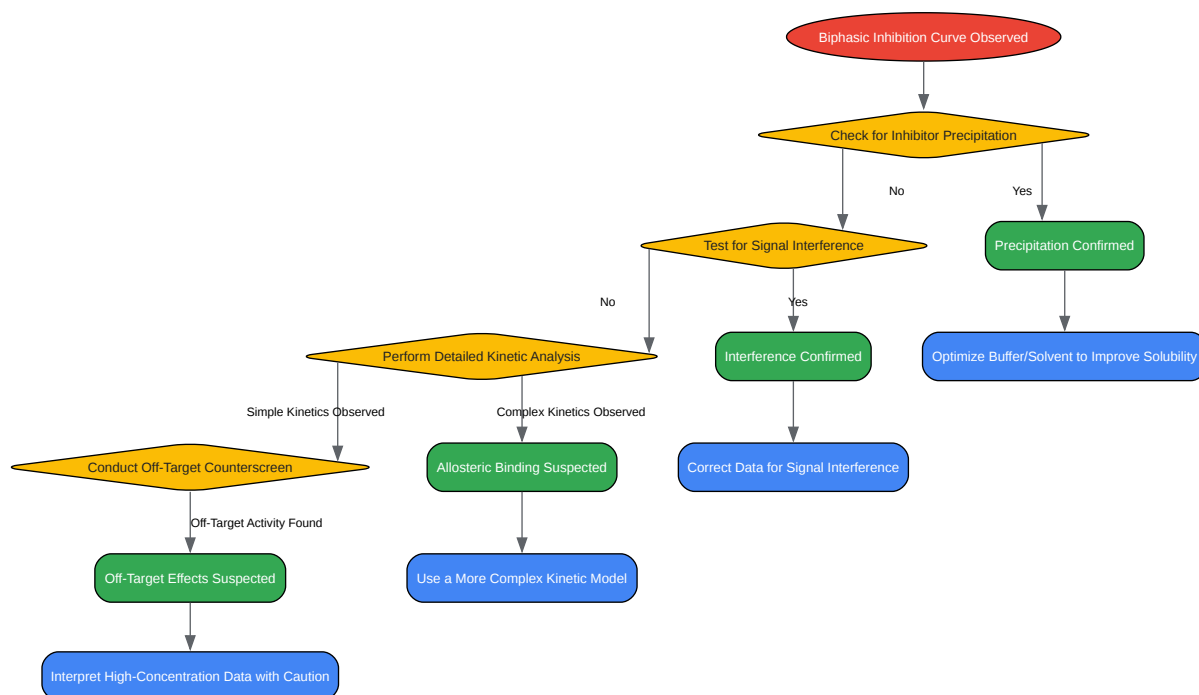 Biphasic Inhibition Curve Observed
Check for Inhibitor Precipitation
No
Yes
Test for Signal Interference
Precipitation Confirmed
No
Yes
Perform Detailed Kinetic Analysis
Interference Confirmed
Optimize Buffer/Solvent to Improve Solubility
Simple Kinetics Observed
Complex Kinetics Observed
Conduct Off-Target Counterscreen
Allosteric Binding Suspected
Correct Data for Signal Interference
Off-Target Activity Found
Off-Target Effects Suspected
Use a More Complex Kinetic Model
Interpret High-Concentration Data with Caution